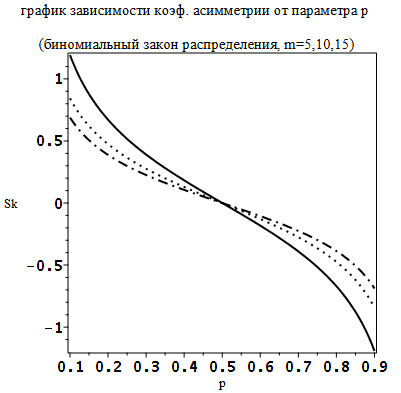 график зависимости коэф. асимметрии от параметра p
(биномиальный закон распределения, m=5,10,15)
1
0.5
Sk
0
-0.5
-1
0.1 0.2 0.3 0.4 0.5 0.6 0.7 0.8 0.9
p